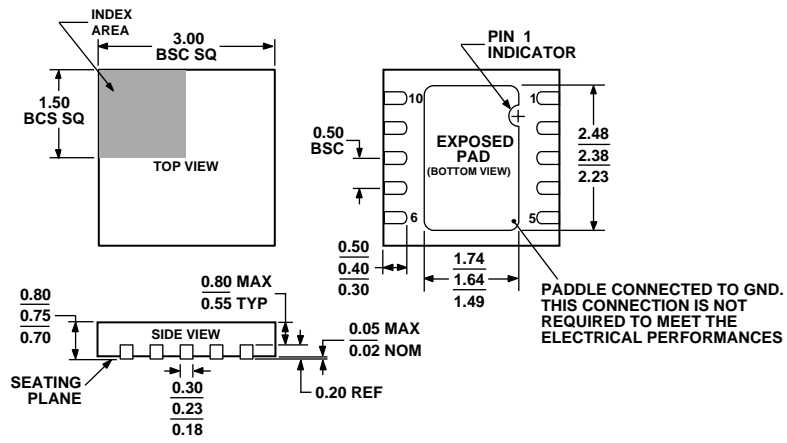 INDEX
AREA
3.00
BSC SQ
1.50
BCS SQ
TOP VIEW
PIN 1
INDICATOR
10
1
0.50
BSC
EXPOSED
PAD
(BOTTOM VIEW)
2.48
2.38
2.23
6
5
0.50
0.40
0.30
1.74
1.64
1.49
PADDLE CONNECTED TO GND.
THIS CONNECTION IS NOT
REQUIRED TO MEET THE
ELECTRICAL PERFORMANCES
0.80
0.75
0.70
0.80 MAX
0.55 TYP
SIDE VIEW
0.05 MAX
0.02 NOM
SEATING
PLANE
0.30
0.23
0.18
0.20 REF